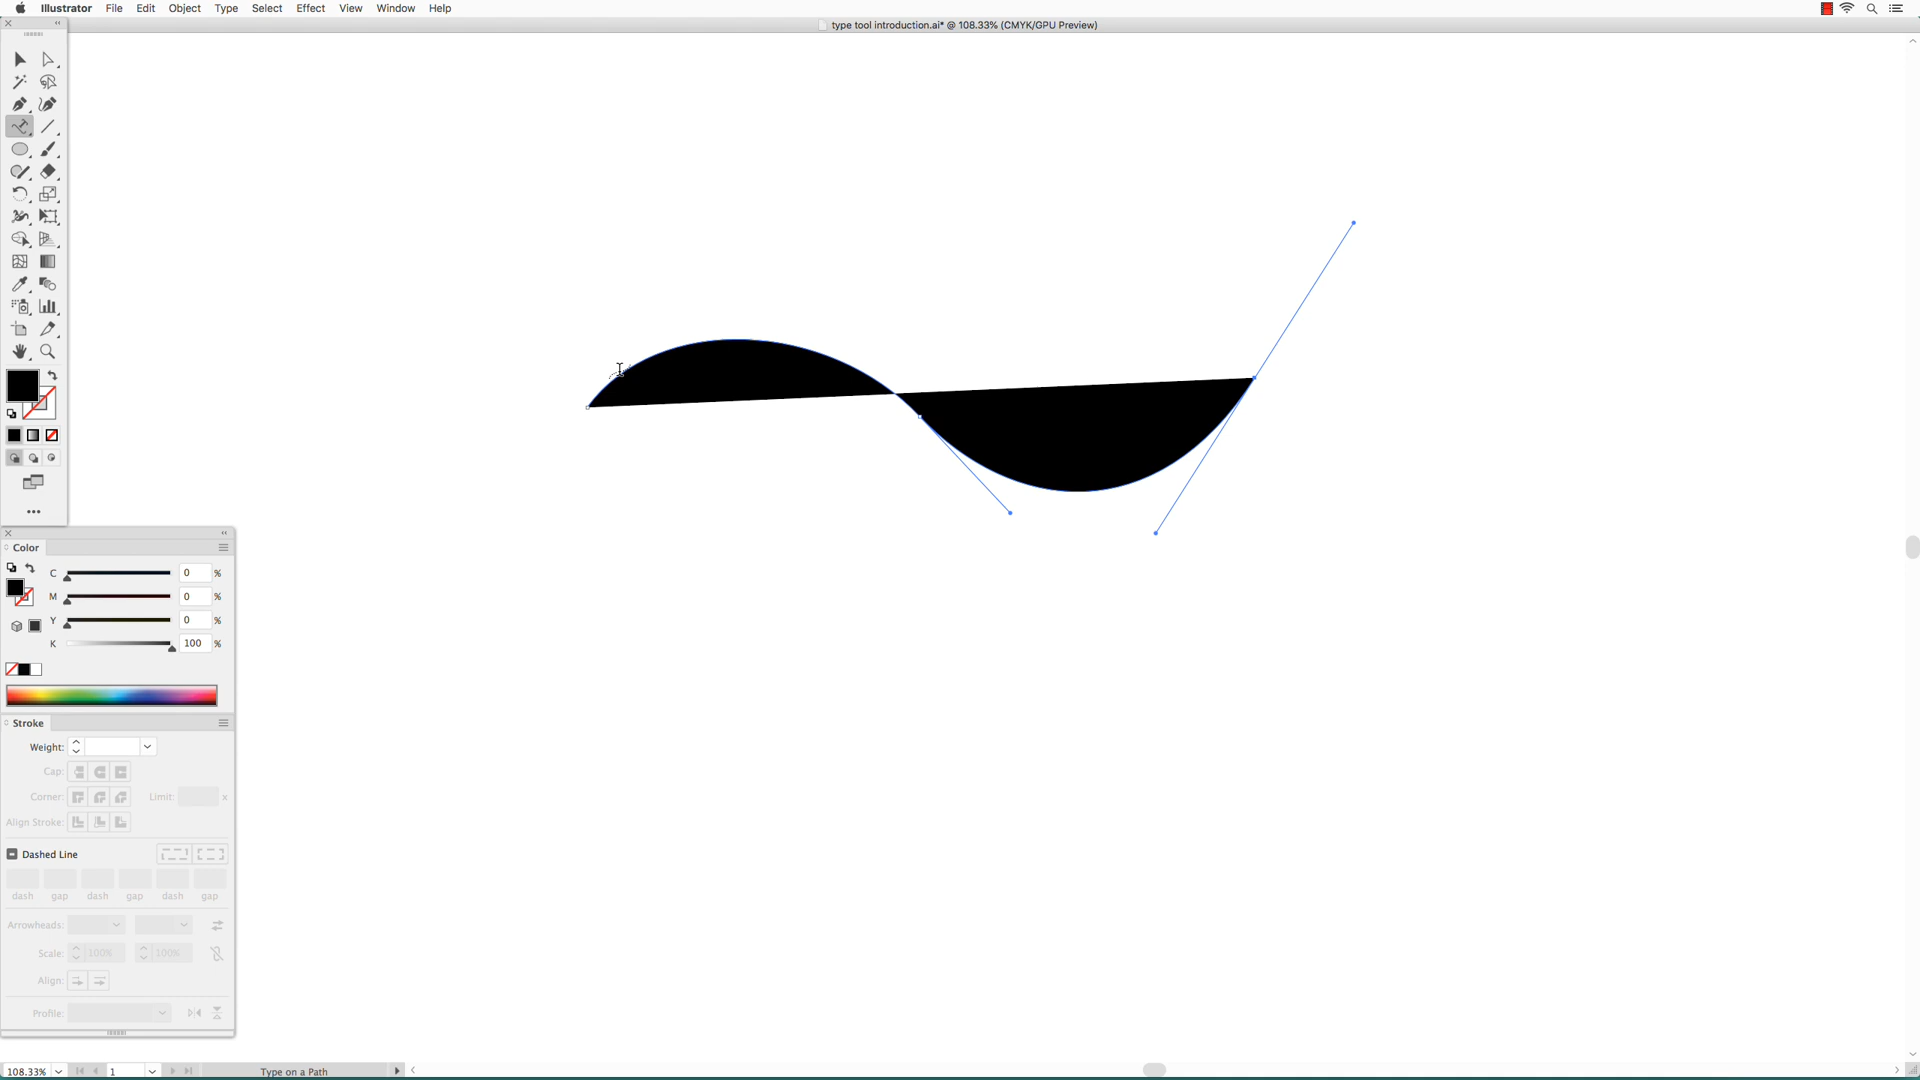 Illustrator File Edit Object Type Select Effect View Window Help
type tool introduction.ai* @ 108.33% (CMYK/GPU Preview)
Color
C 0 %
M 0 %
Y 0 %
K 100 %
Stroke
Weight:
Cap:
Corner: Limit: x
Align Stroke:
Dashed Line
dash gap dash gap dash gap
Arrowheads:
Scale: 100% 100%
Align:
Profile:
108.33% 1 Type on a Path